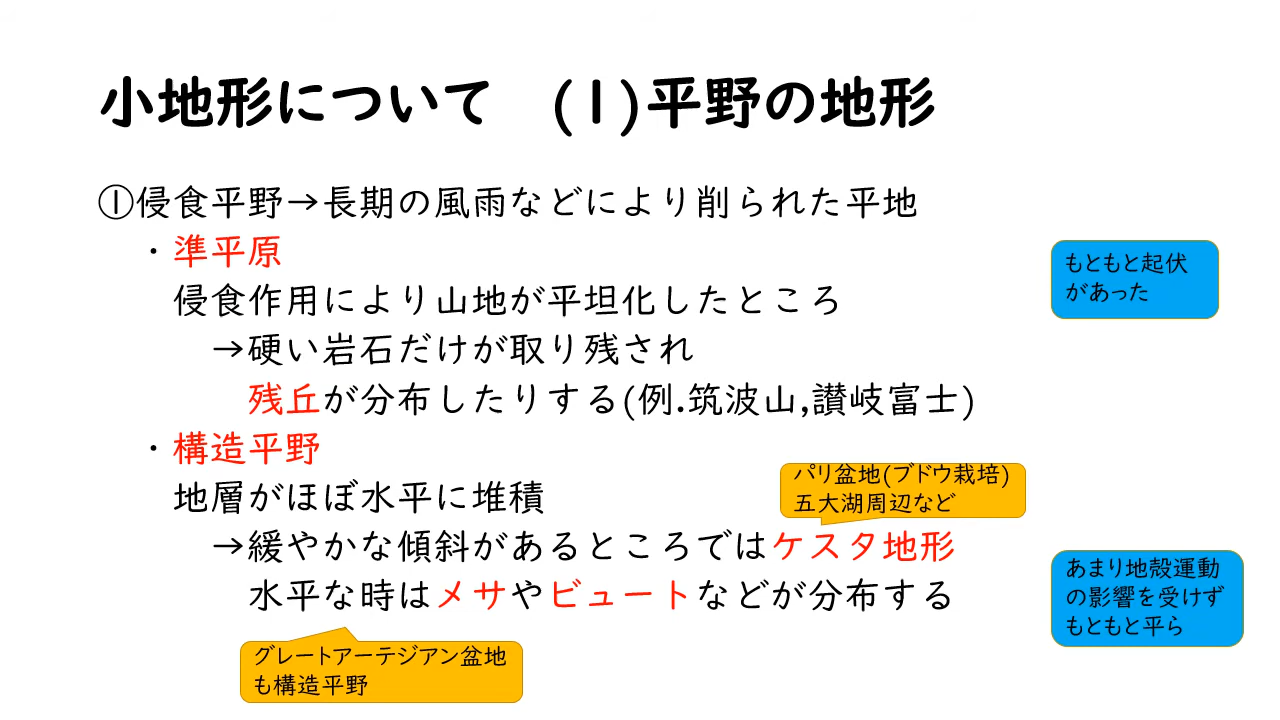 小地形について　(1)平野の地形
①侵食平野→長期の風雨などにより削られた平地
・準平原
侵食作用により山地が平坦化したところ
→硬い岩石だけが取り残され
残丘が分布したりする(例.筑波山,讃岐富士)
もともと起伏
があった
・構造平野
地層がほぼ水平に堆積
パリ盆地(ブドウ栽培)
五大湖周辺など
→緩やかな傾斜があるところではケスタ地形
水平な時はメサやビュートなどが分布する
あまり地殻運動
の影響を受けず
もともと平ら
グレートアーテジアン盆地
も構造平野